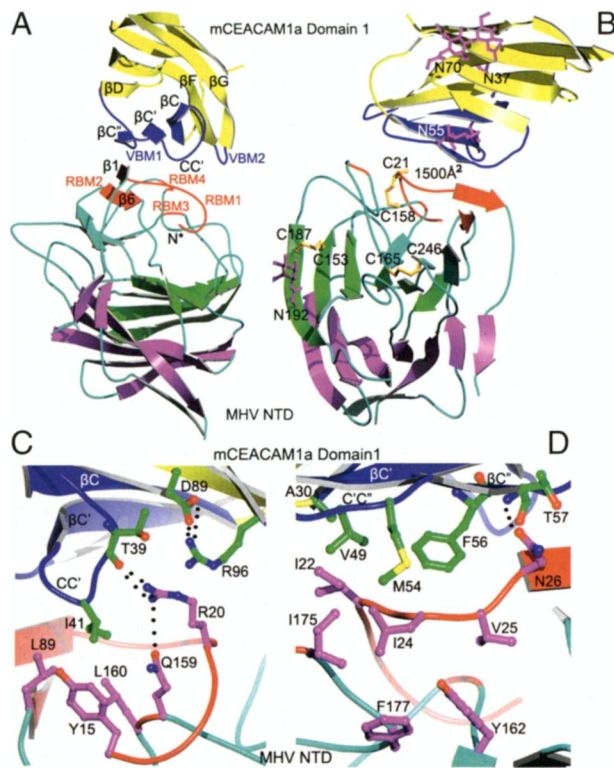 A
mCEACAM1a Domain 1
B
βD
βF
βG
βC
βC"
βC'
VBM1
CC'
VBM2
β1
RBM2
RBM4
β6
RBM3
RBM1
N*
MHV NTD
N70
N37
N55
C21
1500Å²
C158
C187
C153
C165
C246
N192
C
mCEACAM1a Domain1
D
βC
D89
βC'
T39
R96
CC'
I41
R20
L89
L160
Q159
Y15
MHV NTD
βC'
βC"
A30
C'C"
T57
V49
F56
M54
I22
N26
I175
I24
V25
F177
Y162